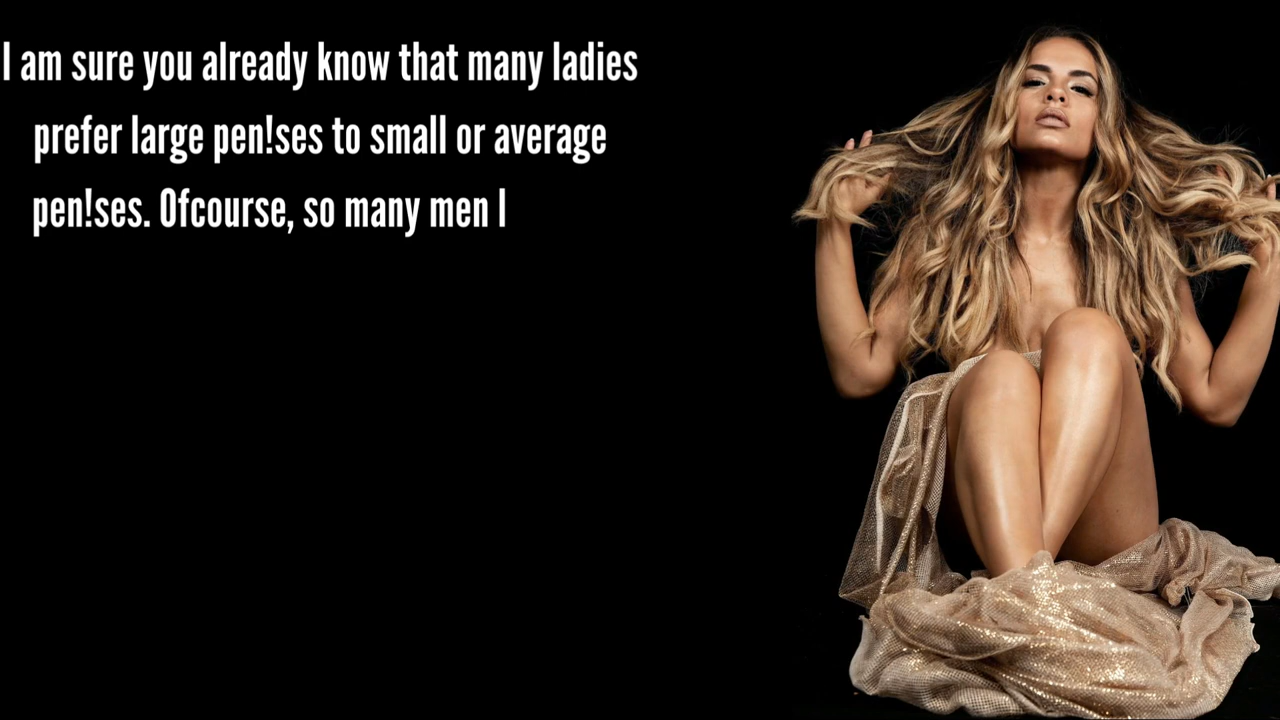 I am sure you already know that many ladies
prefer large pen!ses to small or average
pen!ses. Ofcourse, so many men I